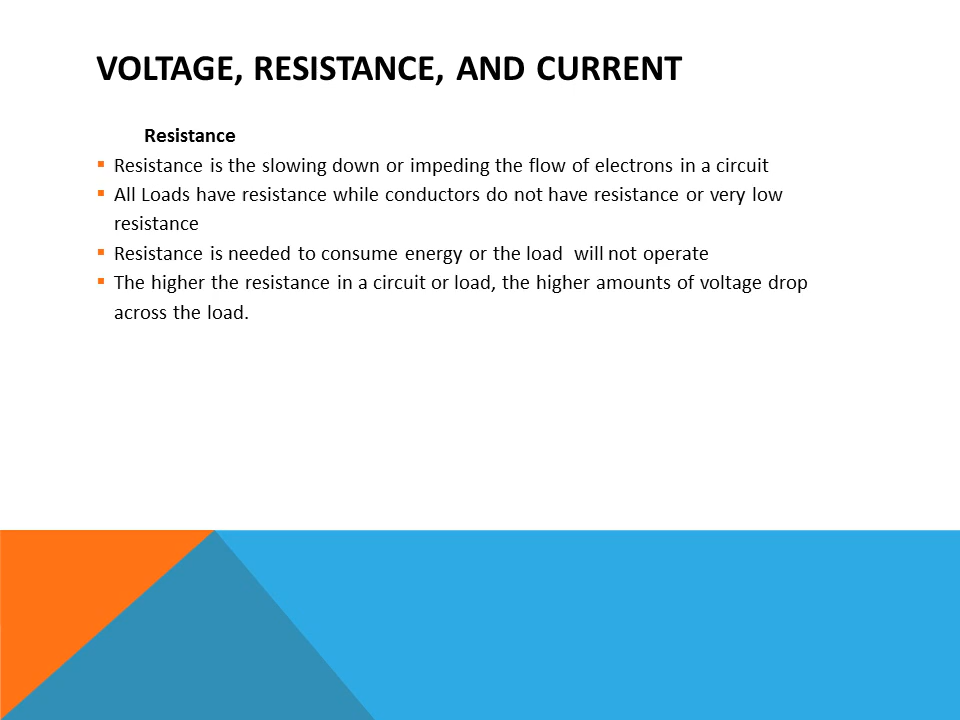 VOLTAGE, RESISTANCE, AND CURRENT
Resistance
▪ Resistance is the slowing down or impeding the flow of electrons in a circuit
▪ All Loads have resistance while conductors do not have resistance or very low
resistance
▪ Resistance is needed to consume energy or the load  will not operate
▪ The higher the resistance in a circuit or load, the higher amounts of voltage drop
across the load.